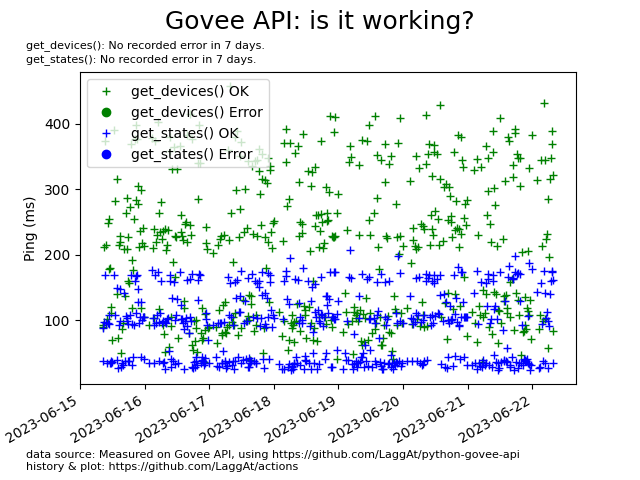 Govee API: is it working?
get_devices(): No recorded error in 7 days.
get_states(): No recorded error in 7 days.
get_devices() OK
get_devices() Error
get_states() OK
get_states() Error
Ping (ms)
400
300
200
100
2023-06-15
2023-06-16
2023-06-17
2023-06-18
2023-06-19
2023-06-20
2023-06-21
2023-06-22
data source: Measured on Govee API, using https://github.com/LaggAt/python-govee-api
history & plot: https://github.com/LaggAt/actions